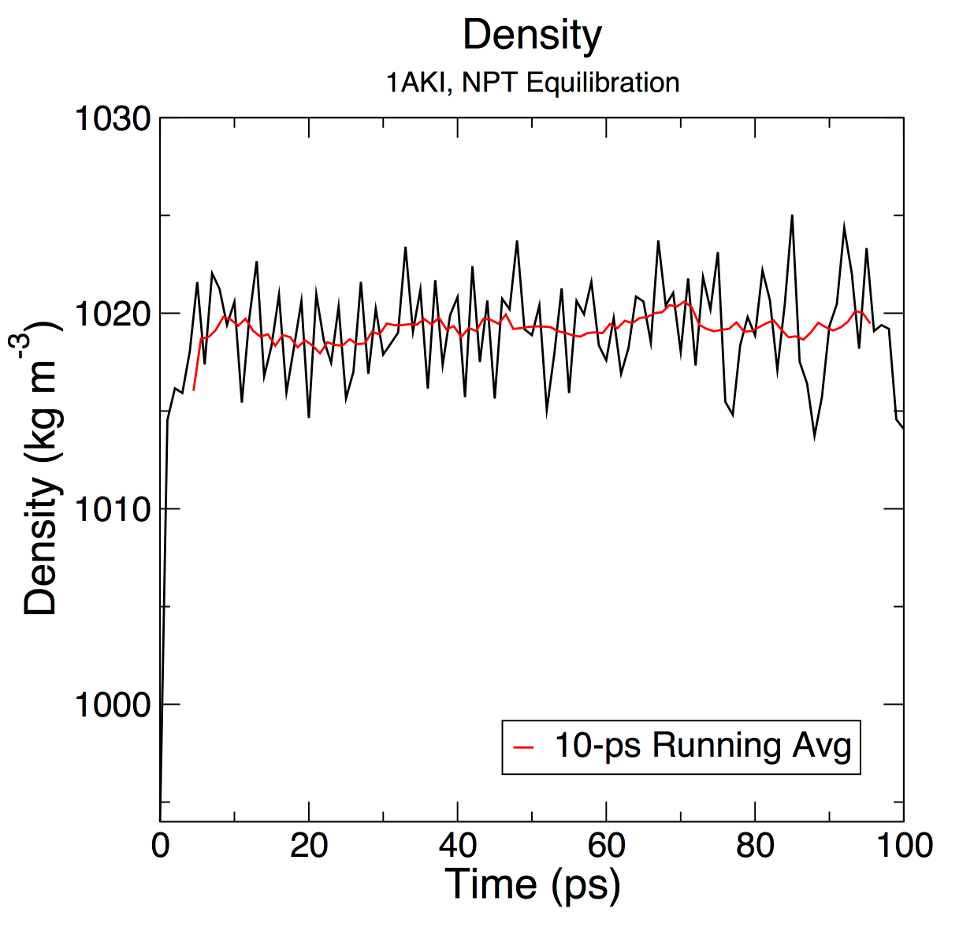 Density
1AKI, NPT Equilibration
1030
1020
1010
1000
Density (kg m⁻³)
10-ps Running Avg
0 20 40 60 80 100
Time (ps)